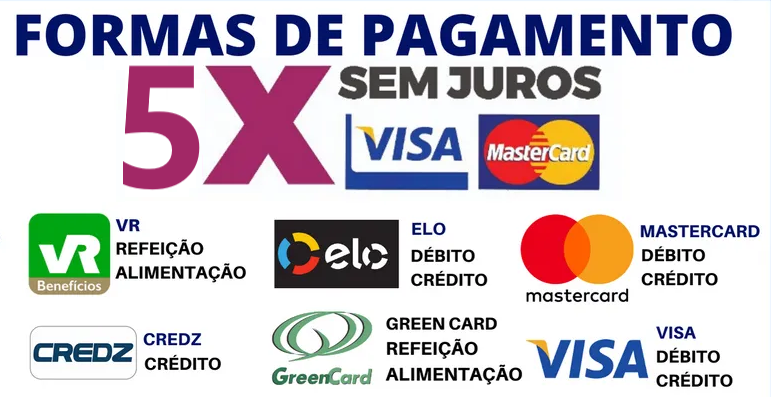 FORMAS DE PAGAMENTO
5X SEM JUROS
VISA MasterCard
VR
Benefícios
VR
REFEIÇÃO
ALIMENTAÇÃO
elo
ELO
DÉBITO
CRÉDITO
mastercard
MASTERCARD
DÉBITO
CRÉDITO
CREDZ
CREDZ
CRÉDITO
GreenCard
GREEN CARD
REFEIÇÃO
ALIMENTAÇÃO
VISA
VISA
DÉBITO
CRÉDITO